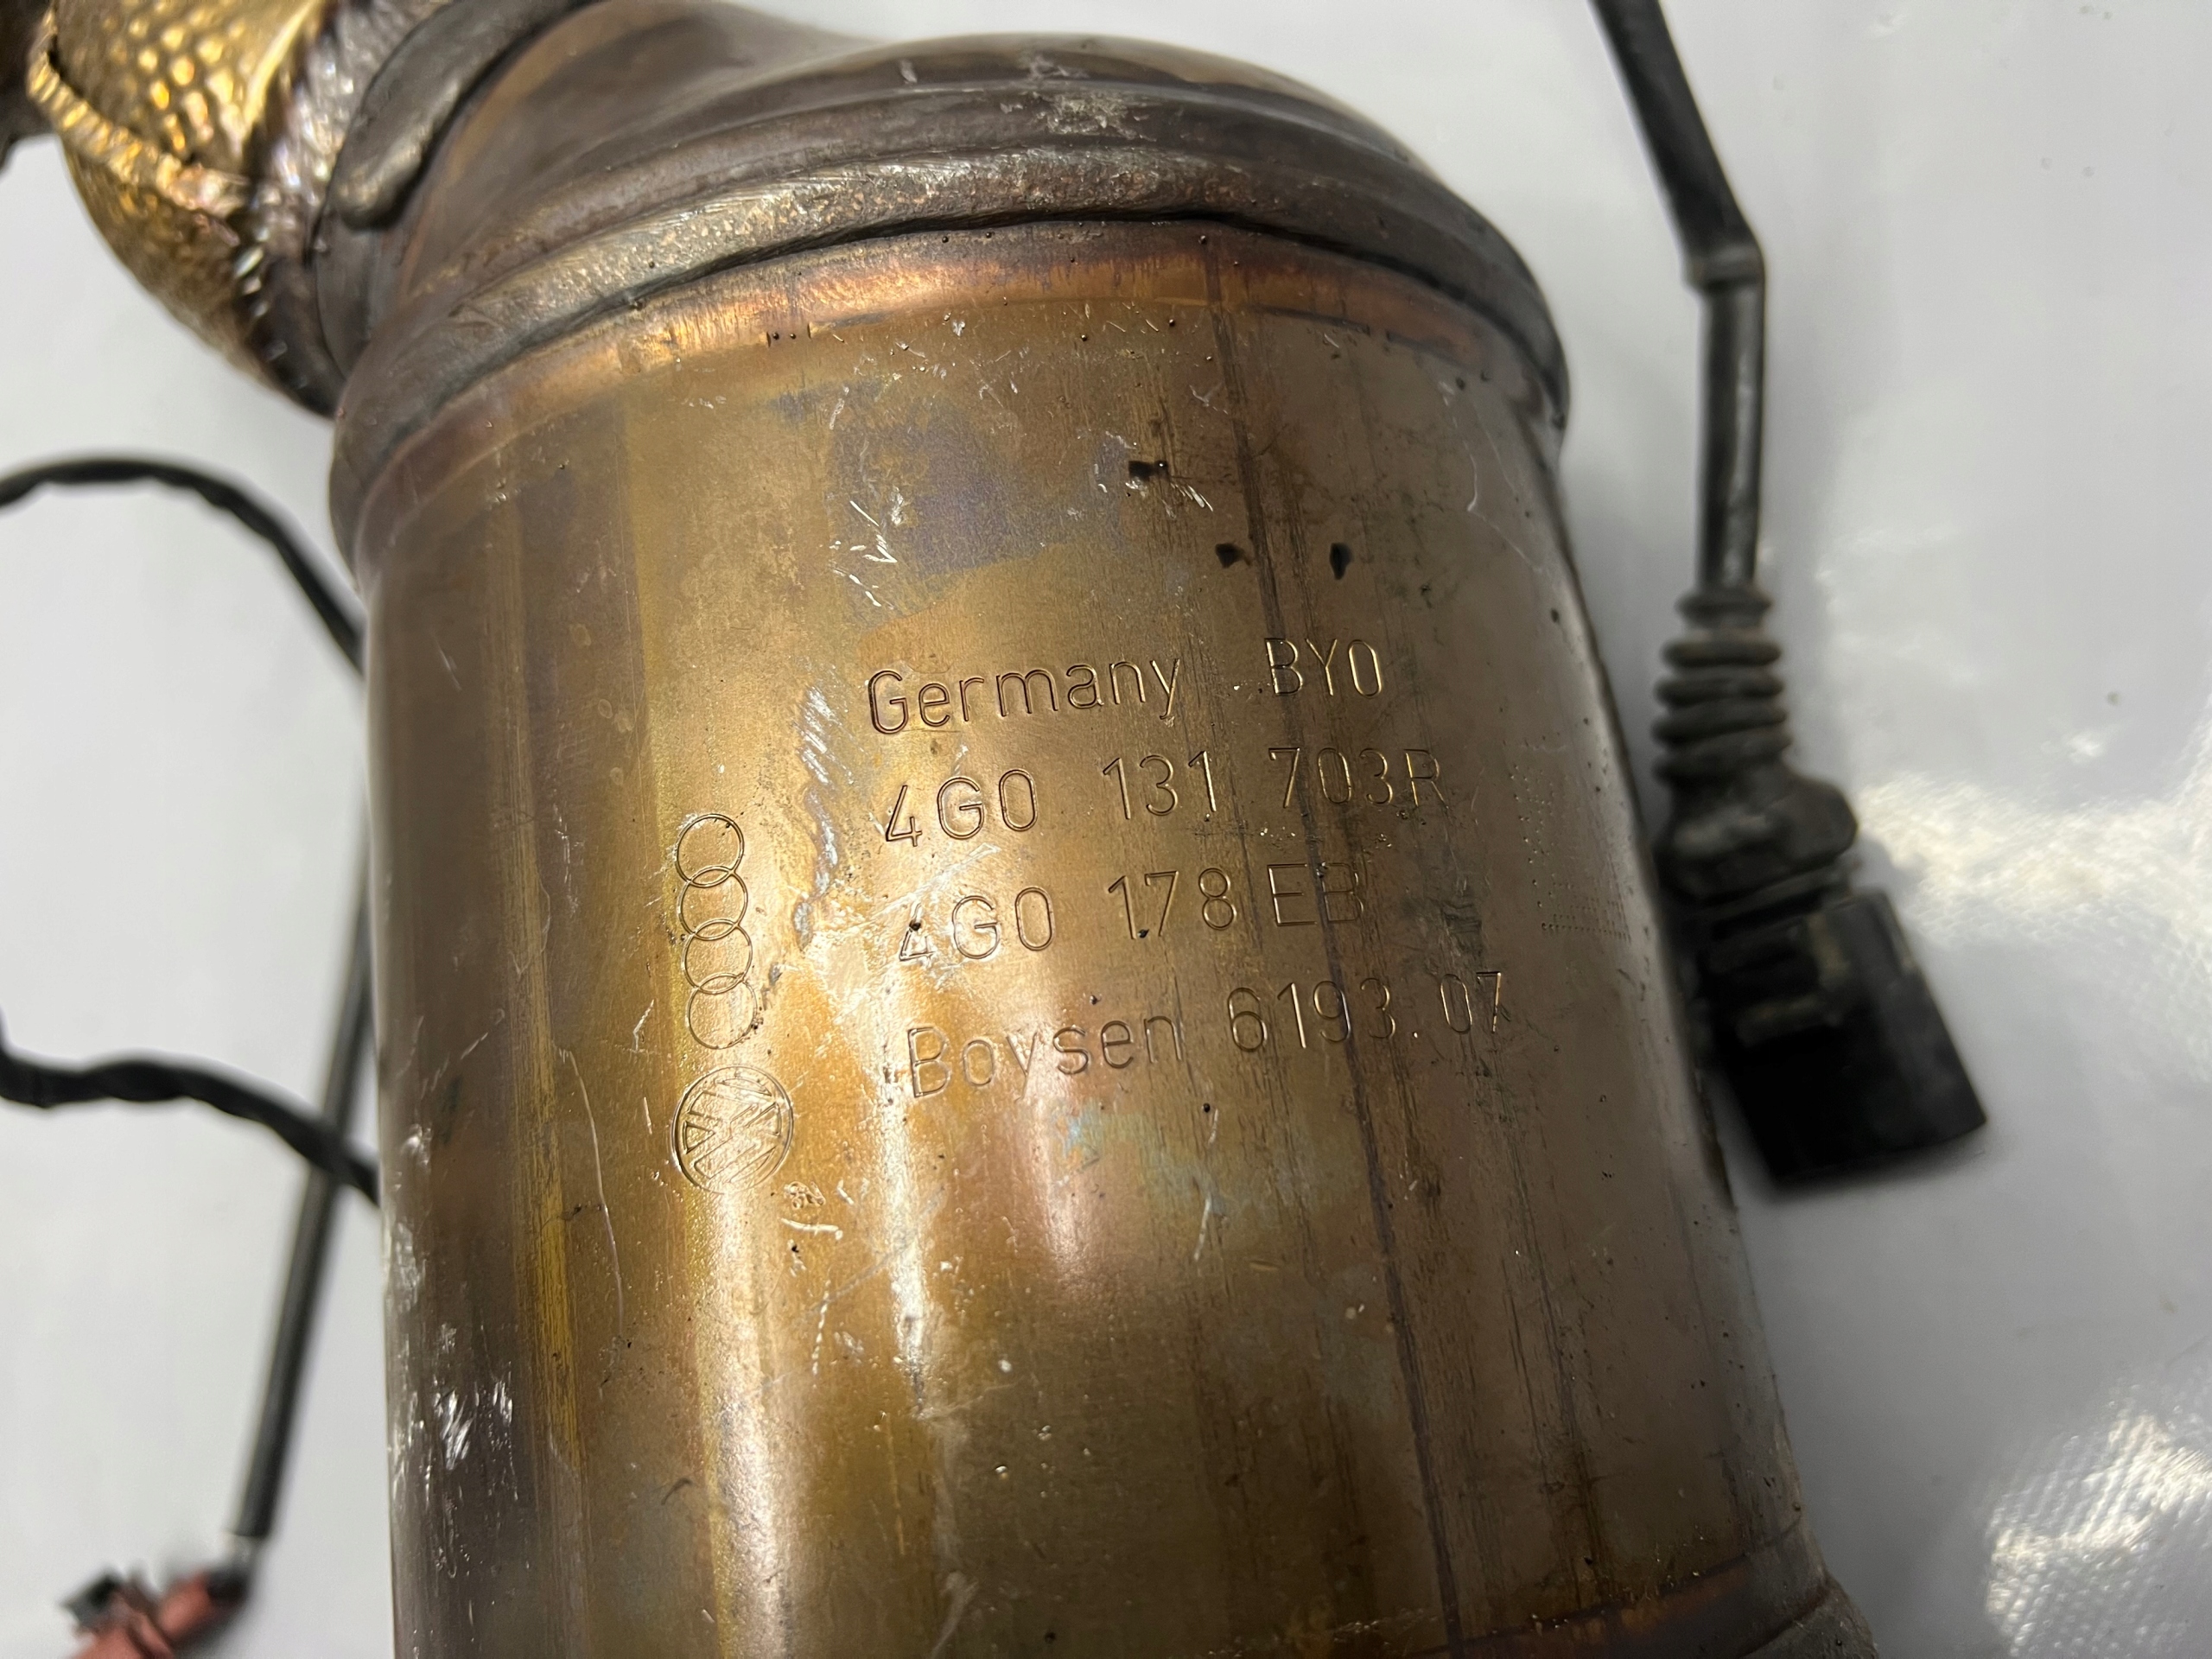 Germany BYO
4G0 131 703R
4G0 178 EB
Boysen 6193.07